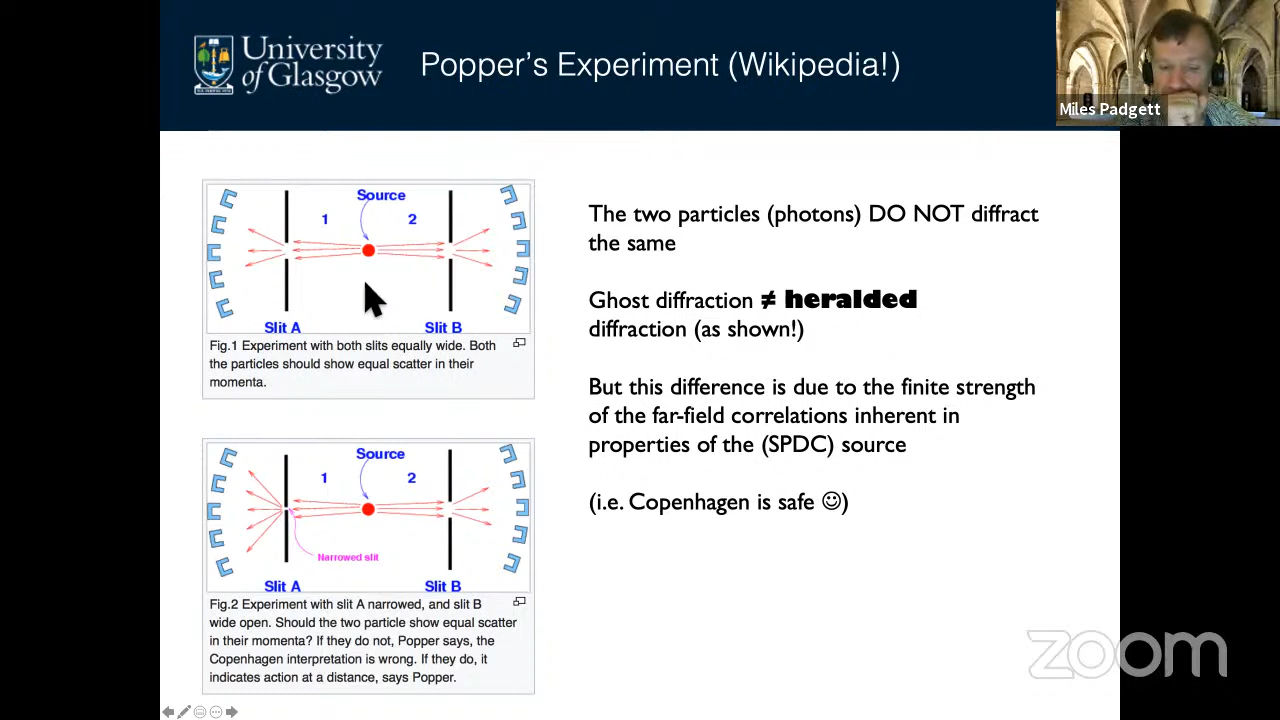 University
of Glasgow
Popper's Experiment (Wikipedia!)
Miles Padgett
Source
1
2
Slit A
Slit B
Fig.1 Experiment with both slits equally wide. Both
the particles should show equal scatter in their
momenta.
Source
1
2
Narrowed slit
Slit A
Slit B
Fig.2 Experiment with slit A narrowed, and slit B
wide open. Should the two particle show equal scatter
in their momenta? If they do not, Popper says, the
Copenhagen interpretation is wrong. If they do, it
indicates action at a distance, says Popper.
The two particles (photons) DO NOT diffract
the same
Ghost diffraction ≠ heralded
diffraction (as shown!)
But this difference is due to the finite strength
of the far-field correlations inherent in
properties of the (SPDC) source
(i.e. Copenhagen is safe ☺)
zoom